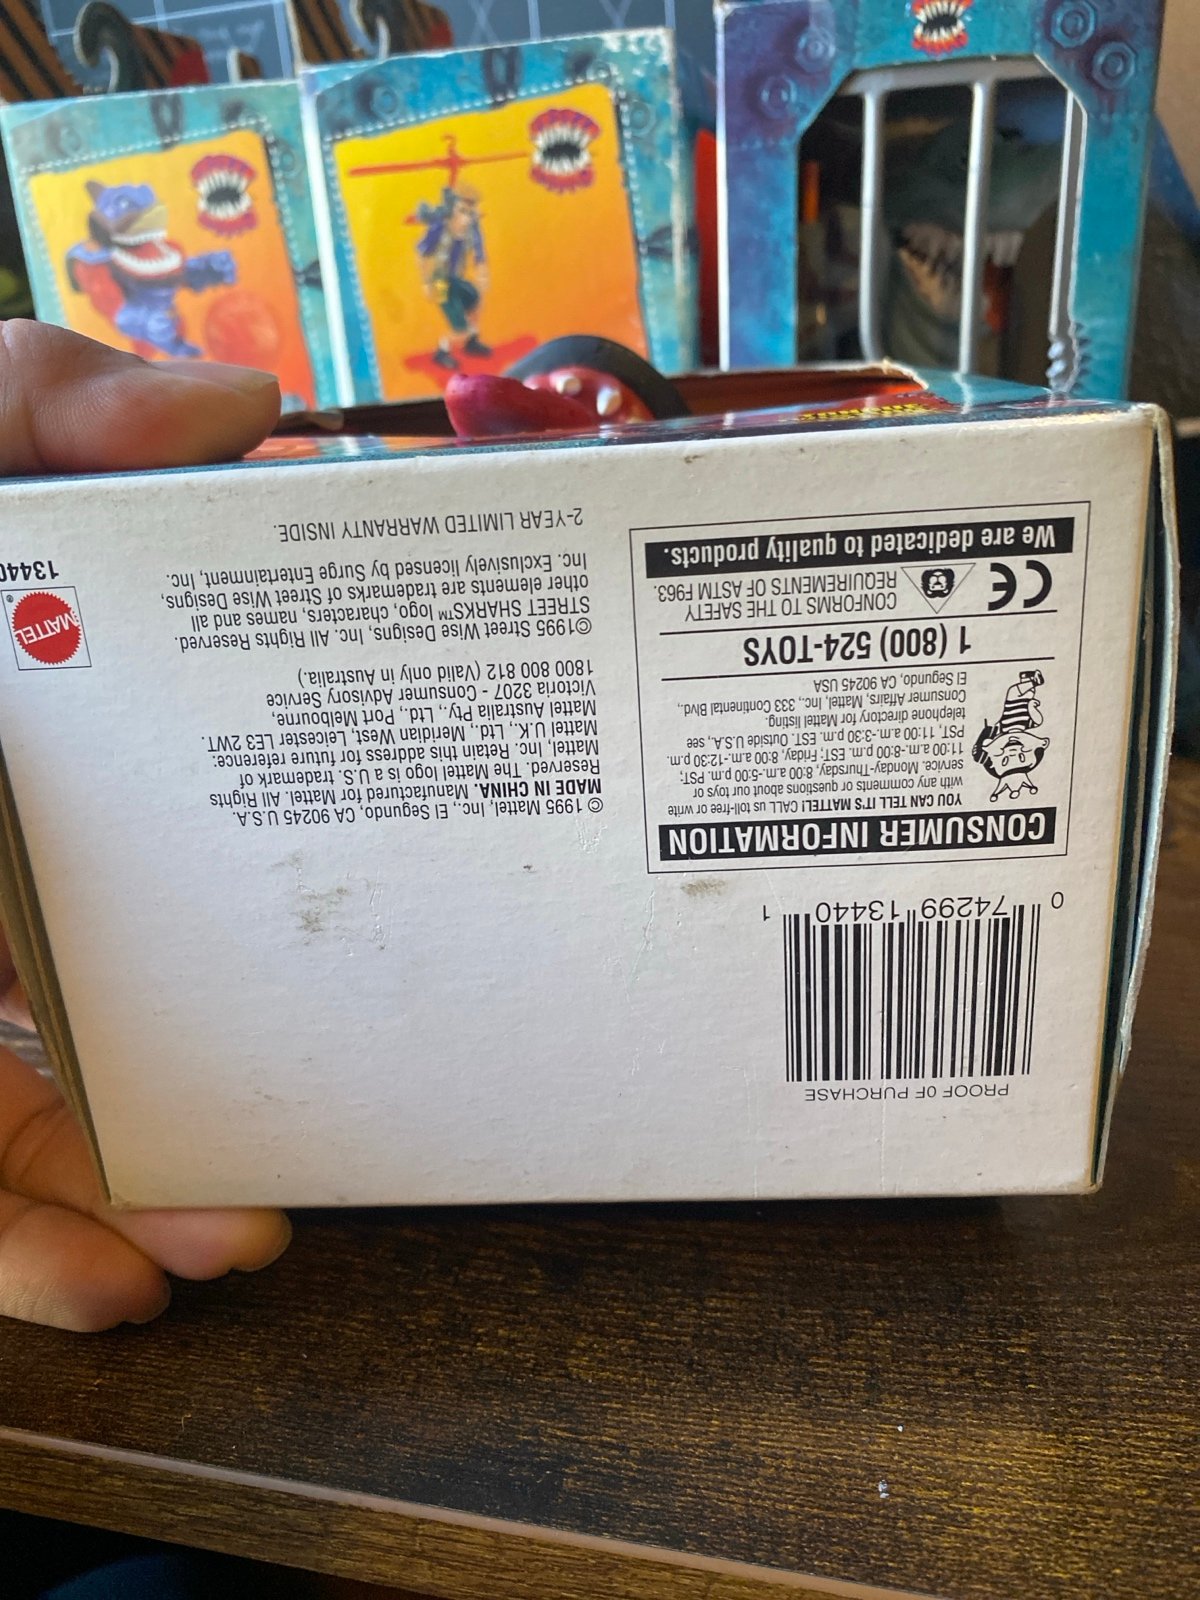 CONSUMER INFORMATION
YOU CAN TELL IT'S MATTEL! CALL us toll-free or write
with any comments or questions about our toys or
service. Monday-Thursday, 8:00 a.m.-5:00 p.m. PST;
11:00 a.m.-8:00 p.m. EST; Friday, 8:00 a.m.-12:30 p.m.
PST, 11:00 a.m.-3:30 p.m. EST. Outside U.S.A., see
telephone directory for Mattel listing.
Consumer Affairs, Mattel, Inc., 333 Continental Blvd.,
El Segundo, CA 90245 USA
1 (800) 524-TOYS
CE
CONFORMS TO THE SAFETY
REQUIREMENTS OF ASTM F963.
We are dedicated to quality products.
© 1995 Mattel, Inc., El Segundo, CA 90245 U.S.A.
MADE IN CHINA. Manufactured for Mattel. All Rights
Reserved. The Mattel logo is a U.S. trademark of
Mattel, Inc. Retain this address for future reference:
Mattel U.K., Ltd., Meridian West, Leicester LE3 2WT.
Mattel Australia Pty., Ltd., Port Melbourne,
Victoria 3207 - Consumer Advisory Service
1800 800 812 (Valid only in Australia.)
©1995 Street Wise Designs, Inc. All Rights Reserved.
STREET SHARKS™ logo, characters, names and all
other elements are trademarks of Street Wise Designs,
Inc. Exclusively licensed by Surge Entertainment, Inc.
2-YEAR LIMITED WARRANTY INSIDE.
MATTEL®
13440
PROOF OF PURCHASE
0 74299 13440 1